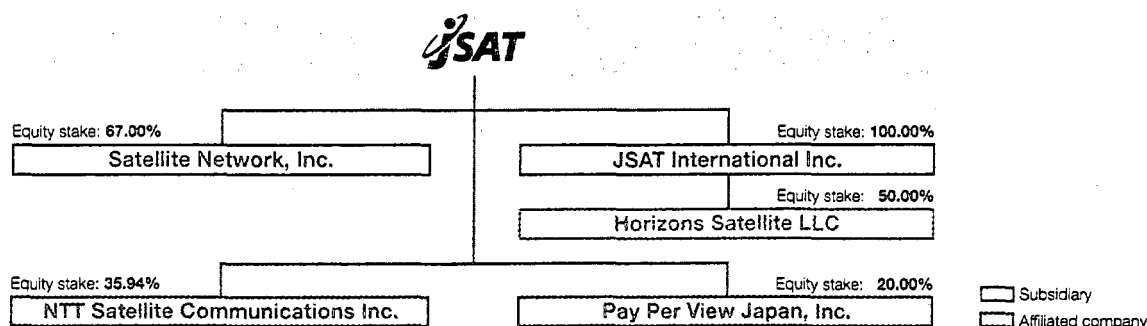 JSAT
Equity stake: 67.00%
Satellite Network, Inc.
Equity stake: 100.00%
JSAT International Inc.
Equity stake: 50.00%
Horizons Satellite LLC
Equity stake: 35.94%
NTT Satellite Communications Inc.
Equity stake: 20.00%
Pay Per View Japan, Inc.
Subsidiary
Affiliated company